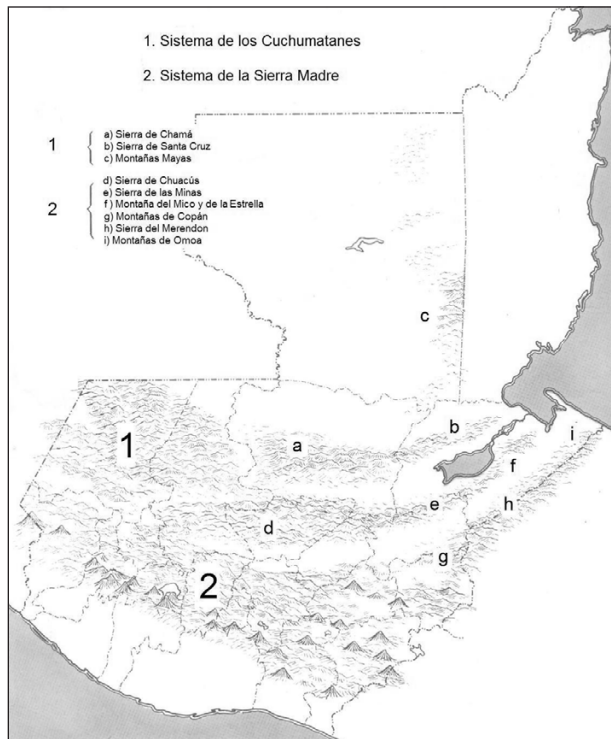 1. Sistema de los Cuchumatanes
2. Sistema de la Sierra Madre
1
a) Sierra de Chamá
b) Sierra de Santa Cruz
c) Montañas Mayas
2
d) Sierra de Chuacús
e) Sierra de las Minas
f) Montaña del Mico y de la Estrella
g) Montañas de Copán
h) Sierra del Merendon
i) Montañas de Omoa
c
1
a
b
i
f
e
h
d
g
2